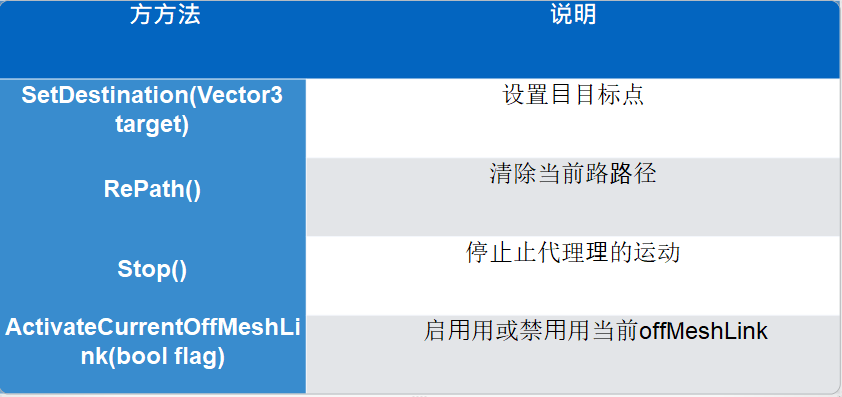 方方法
说明
SetDestination(Vector3
target)
设置目目标点
RePath()
清除当前路路径
Stop()
停止止代理理的运动
ActivateCurrentOffMeshLi
nk(bool flag)
启用用或禁用用当前offMeshLink